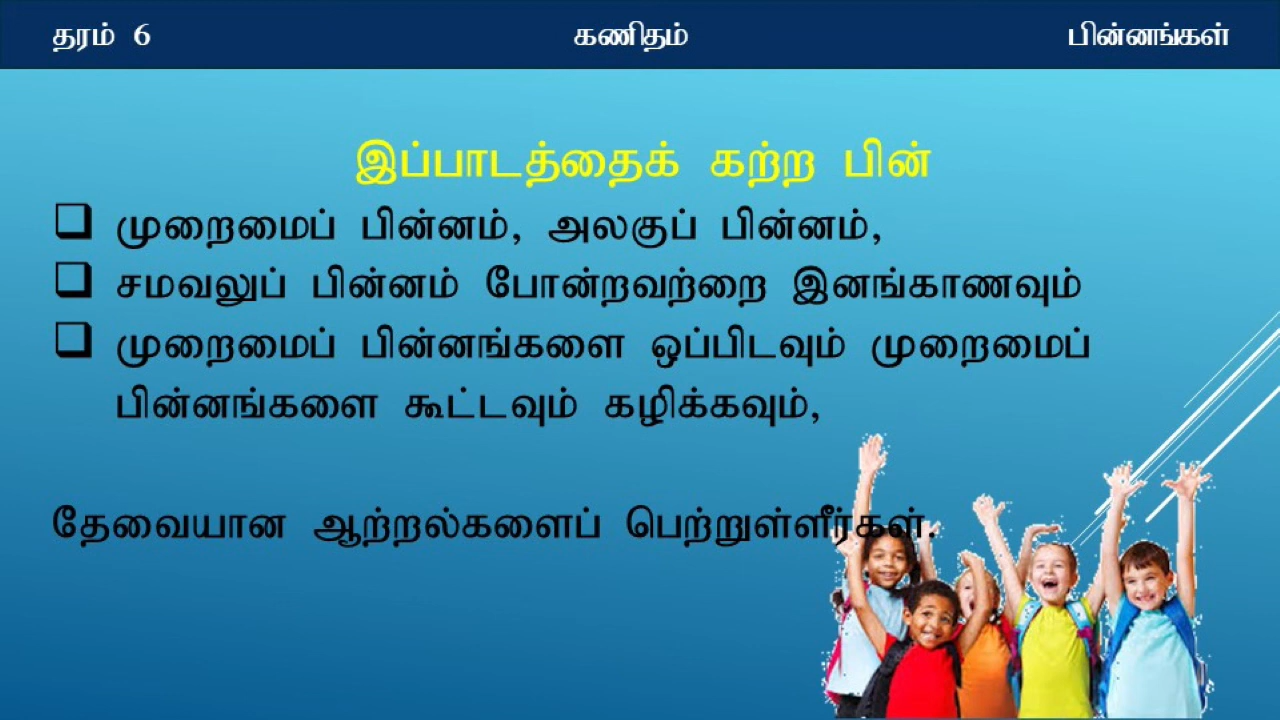 தரம் 6 கணிதம் பின்னங்கள்
இப்பாடத்தைக் கற்ற பின்
❑ முறைமைப் பின்னம், அலகுப் பின்னம்,
❑ சமவலுப் பின்னம் போன்றவற்றை இனங்காணவும்
❑ முறைமைப் பின்னங்களை ஒப்பிடவும் முறைமைப்
பின்னங்களை கூட்டவும் கழிக்கவும்,
தேவையான ஆற்றல்களைப் பெற்றுள்ளீர்கள்.